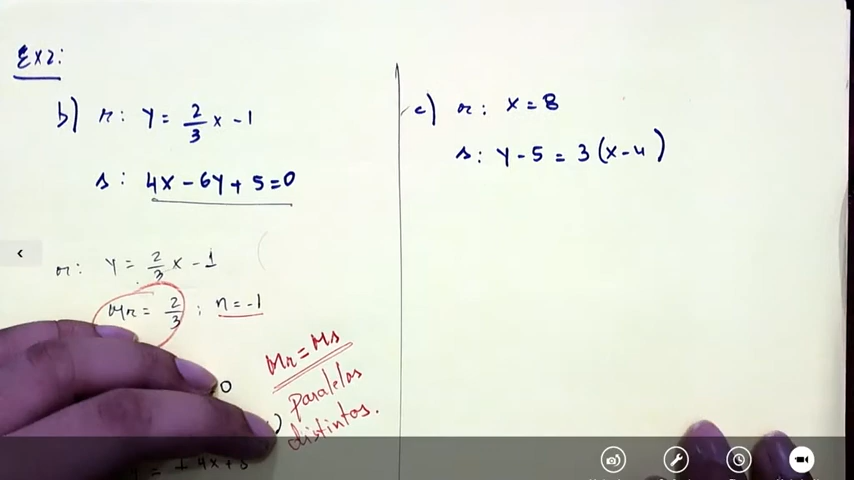 Ex2:
b) r: y = 2/3 x - 1
s: 4x - 6y + 5 = 0
r: y = 2/3 x - 1
Mr = 2/3 ; n = -1
Mr = Ms
paralelas
distintas.
c) r: x = 8
s: y - 5 = 3(x - 4)